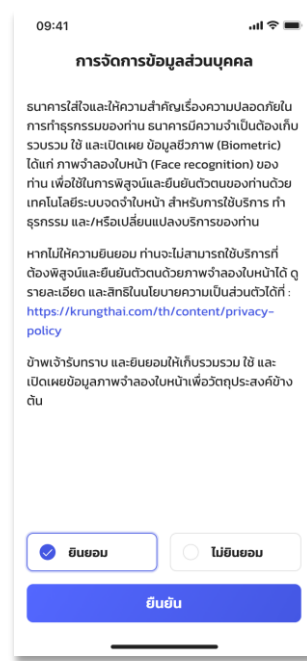 09:41
การจัดการข้อมูลส่วนบุคคล
ธนาคารใส่ใจและให้ความสำคัญเรื่องความปลอดภัยใน
การทำธุรกรรมของท่าน ธนาคารมีความจำเป็นต้องเก็บ
รวบรวม ใช้ และเปิดเผย ข้อมูลชีวภาพ (Biometric)
ได้แก่ ภาพจำลองใบหน้า (Face recognition) ของ
ท่าน เพื่อใช้ในการพิสูจน์และยืนยันตัวตนของท่านด้วย
เทคโนโลยีระบบจดจำใบหน้า สำหรับการใช้บริการ ทำ
ธุรกรรม และ/หรือเปลี่ยนแปลงบริการของท่าน
หากไม่ให้ความยินยอม ท่านจะไม่สามารถใช้บริการที่
ต้องพิสูจน์และยืนยันตัวตนด้วยภาพจำลองใบหน้าได้ ดู
รายละเอียด และสิทธิในนโยบายความเป็นส่วนตัวได้ที่ :
https://krungthai.com/th/content/privacy-
policy
ข้าพเจ้ารับทราบ และยินยอมให้เก็บรวมรวม ใช้ และ
เปิดเผยข้อมูลภาพจำลองใบหน้าเพื่อวัตถุประสงค์ข้าง
ต้น
ยินยอม
ไม่ยินยอม
ยืนยัน